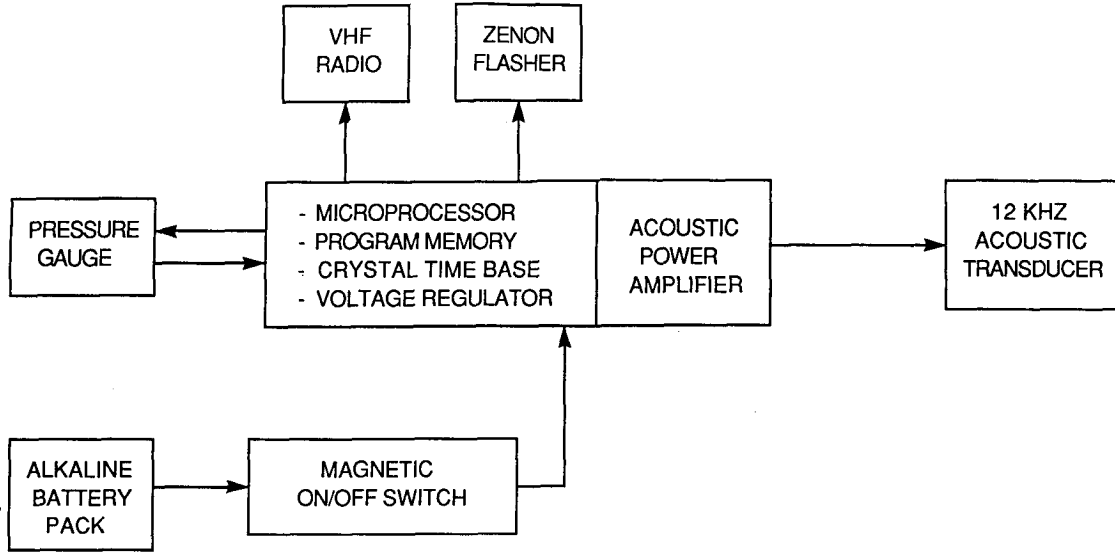 VHF
RADIO
ZENON
FLASHER
PRESSURE
GAUGE
- MICROPROCESSOR
- PROGRAM MEMORY
- CRYSTAL TIME BASE
- VOLTAGE REGULATOR
ACOUSTIC
POWER
AMPLIFIER
12 KHZ
ACOUSTIC
TRANSDUCER
ALKALINE
BATTERY
PACK
MAGNETIC
ON/OFF SWITCH